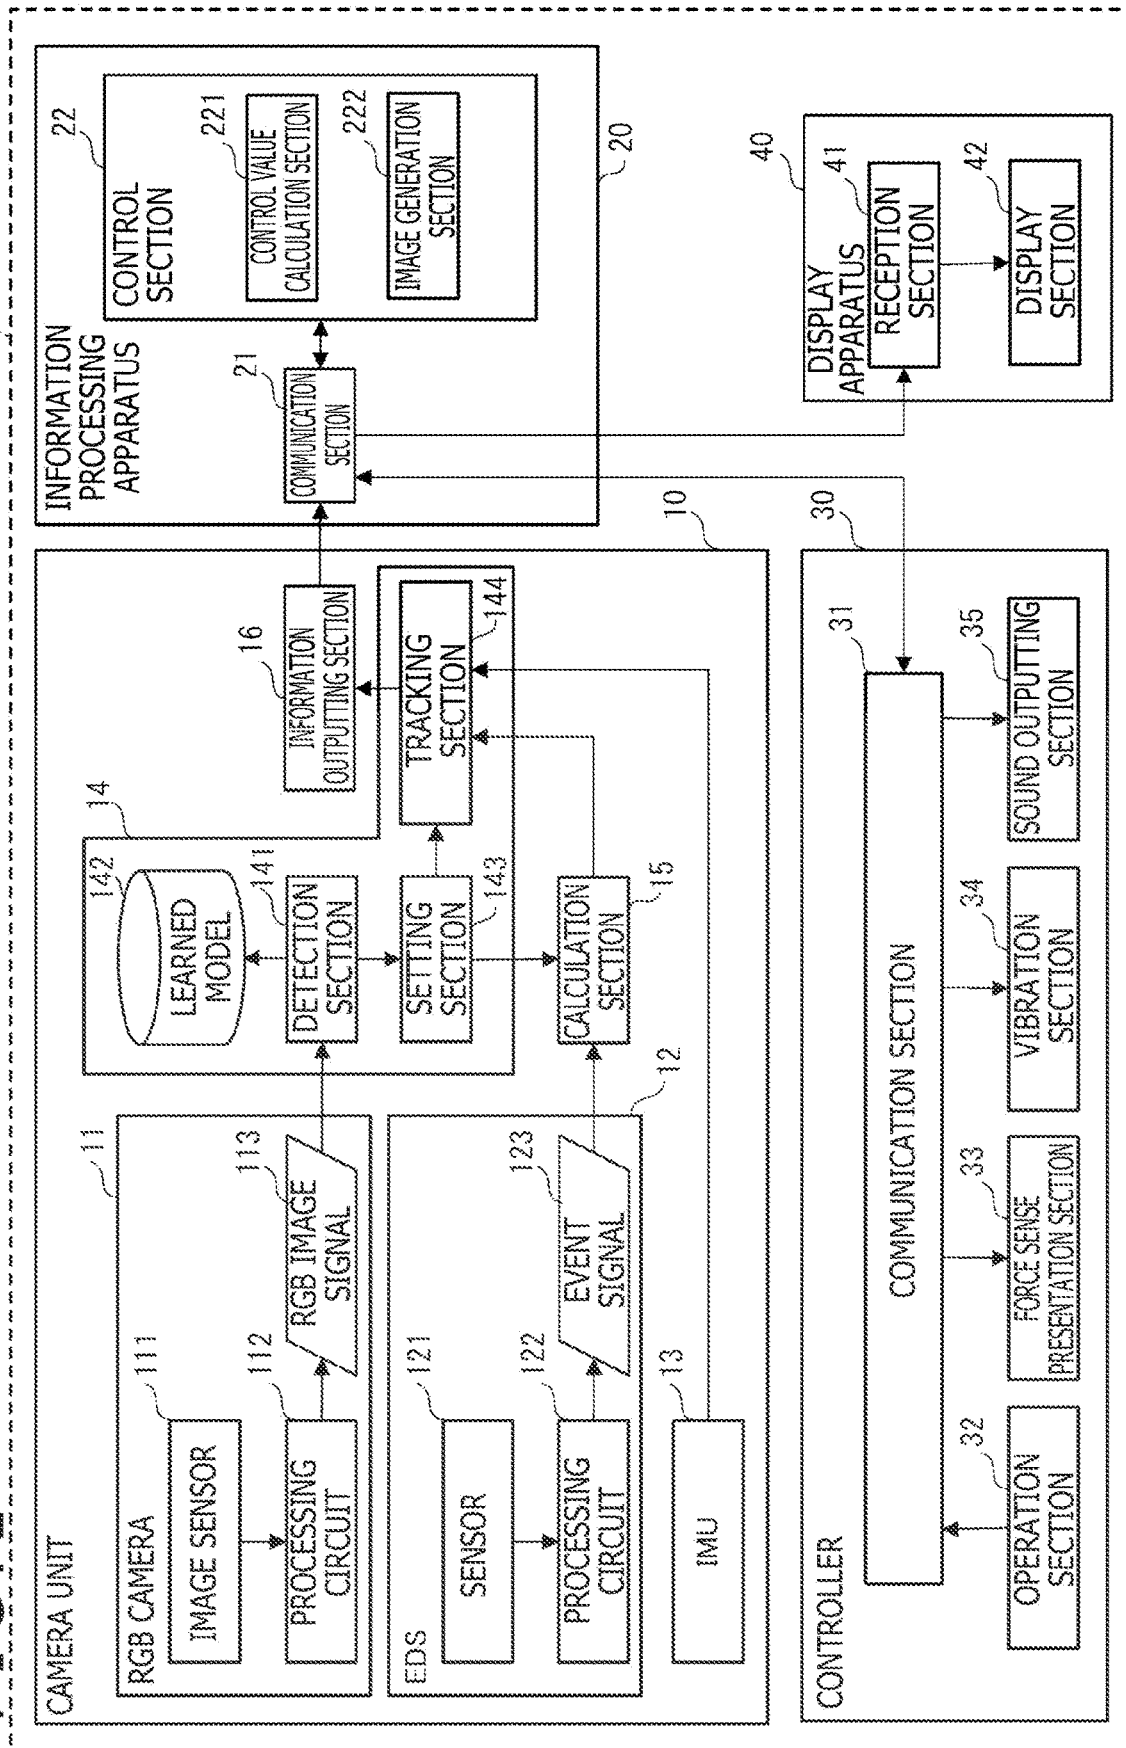 CAMERA UNIT
RGB CAMERA
11
IMAGE SENSOR
111
PROCESSING
CIRCUIT
112
RGB IMAGE
SIGNAL
113
EDS
12
SENSOR
121
PROCESSING
CIRCUIT
122
EVENT
SIGNAL
123
IMU
13
14
LEARNED
MODEL
142
DETECTION
SECTION
141
SETTING
SECTION
143
TRACKING
SECTION
144
CALCULATION
SECTION
15
INFORMATION
OUTPUTTING SECTION
16
10
INFORMATION
PROCESSING
APPARATUS
COMMUNICATION
SECTION
21
CONTROL
SECTION
22
CONTROL VALUE
CALCULATION SECTION
221
IMAGE GENERATION
SECTION
222
20
CONTROLLER
30
COMMUNICATION SECTION
31
OPERATION
SECTION
32
FORCE SENSE
PRESENTATION SECTION
33
VIBRATION
SECTION
34
SOUND OUTPUTTING
SECTION
35
DISPLAY
APPARATUS
40
RECEPTION
SECTION
41
DISPLAY
SECTION
42